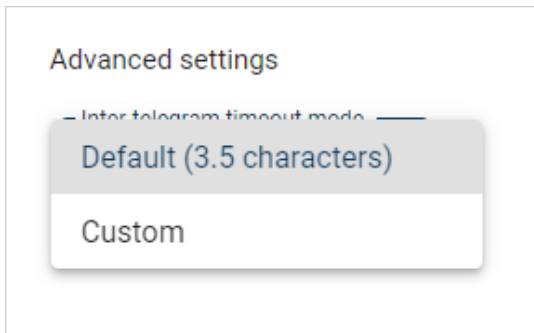 Advanced settings
Inter telegram timeout mode
Default (3.5 characters)
Custom